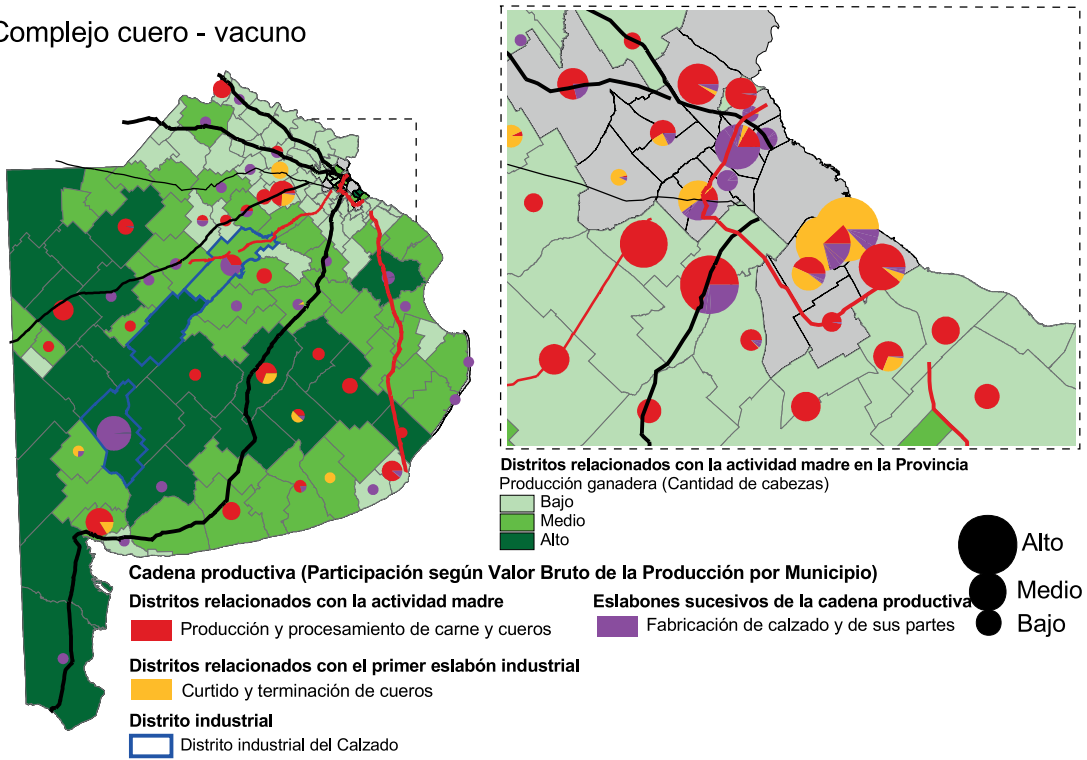 Complejo cuero - vacuno
Distritos relacionados con la actividad madre en la Provincia
Producción ganadera (Cantidad de cabezas)
Bajo
Medio
Alto
Alto
Medio
Bajo
Cadena productiva (Participación según Valor Bruto de la Producción por Municipio)
Distritos relacionados con la actividad madre
Producción y procesamiento de carne y cueros
Eslabones sucesivos de la cadena productiva
Fabricación de calzado y de sus partes
Distritos relacionados con el primer eslabón industrial
Curtido y terminación de cueros
Distrito industrial
Distrito industrial del Calzado